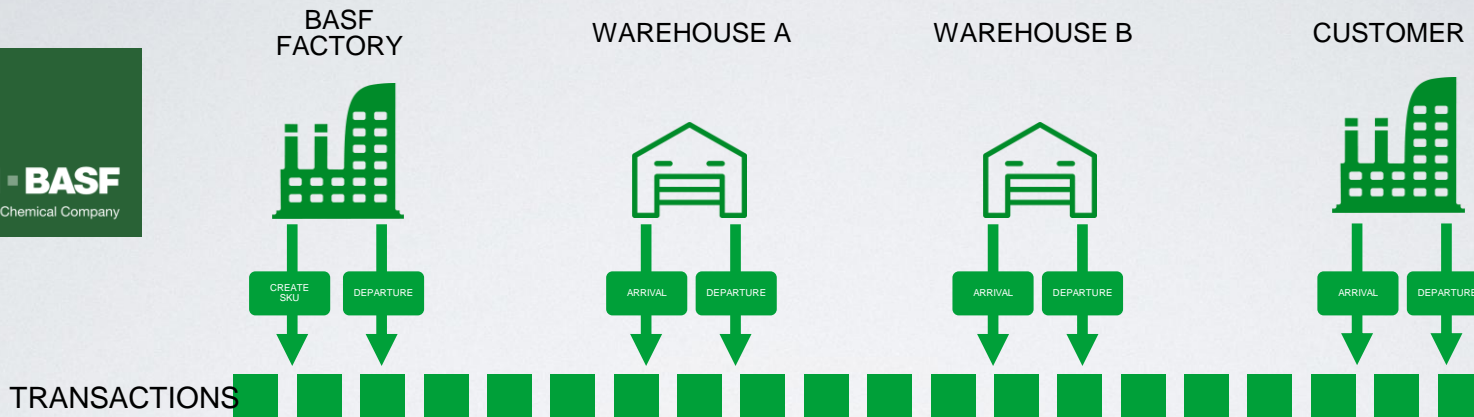 BASF
FACTORY
WAREHOUSE A
WAREHOUSE B
CUSTOMER
BASF
Chemical Company
CREATE
SKU
DEPARTURE
ARRIVAL
DEPARTURE
ARRIVAL
DEPARTURE
ARRIVAL
DEPARTURE
TRANSACTIONS